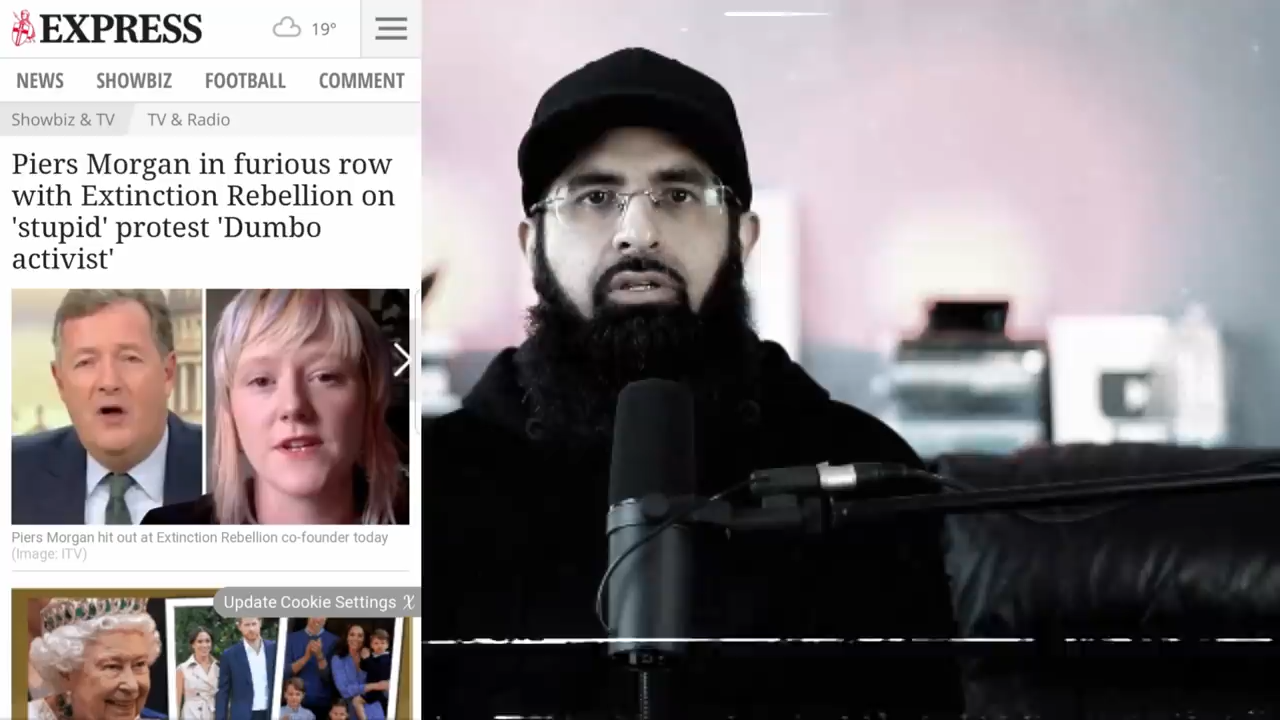 EXPRESS
19°
NEWS SHOWBIZ FOOTBALL COMMENT
Showbiz & TV TV & Radio
Piers Morgan in furious row
with Extinction Rebellion on
'stupid' protest 'Dumbo
activist'
Piers Morgan hit out at Extinction Rebellion co-founder today
(Image: ITV)
Update Cookie Settings X